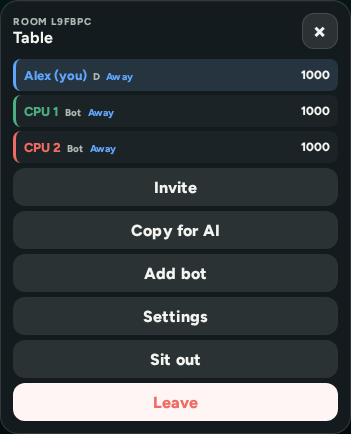 ROOM L9FBPC
Table
×
Alex (you) D Away 1000
CPU 1 Bot Away 1000
CPU 2 Bot Away 1000
Invite
Copy for AI
Add bot
Settings
Sit out
Leave